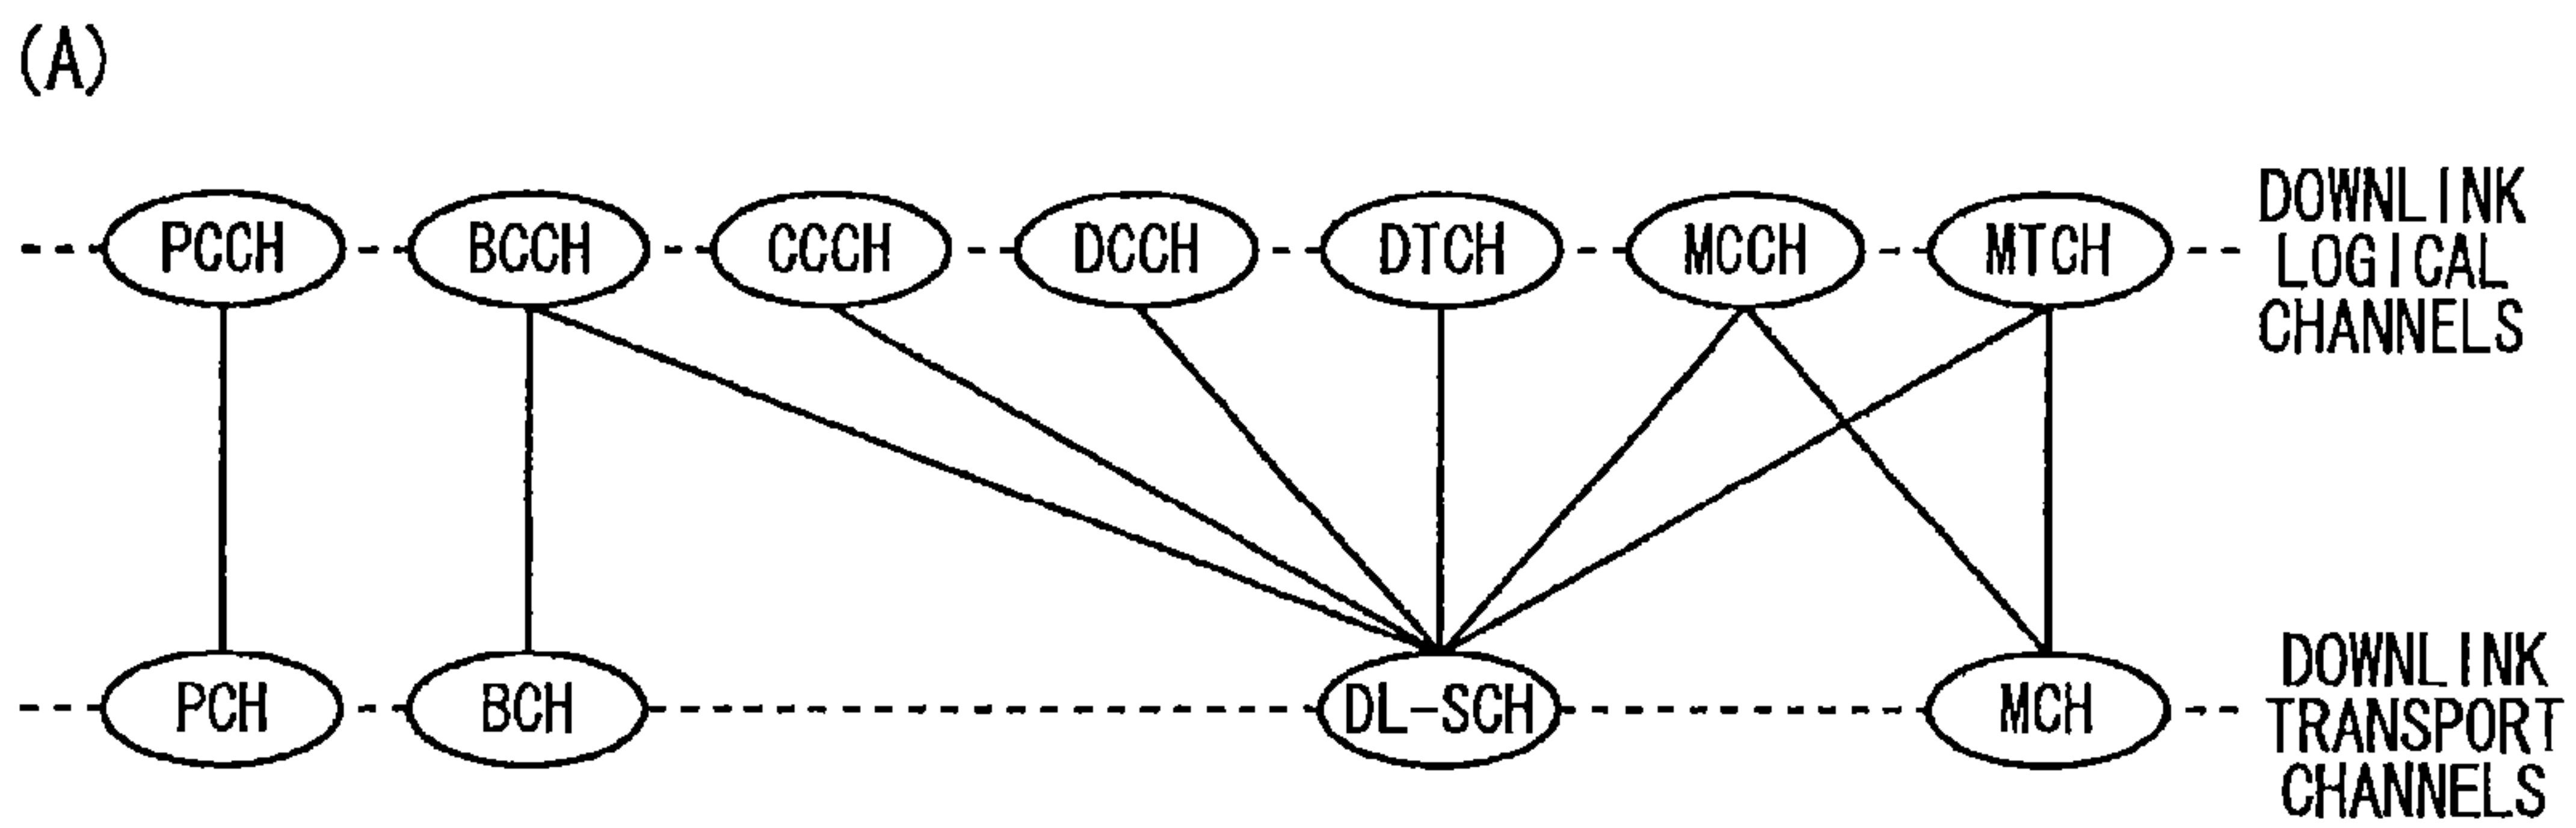 (A)
PCCH BCCH CCCH DCCH DTCH MCCH MTCH
DOWNLINK
LOGICAL
CHANNELS
PCH BCH DL-SCH MCH
DOWNLINK
TRANSPORT
CHANNELS